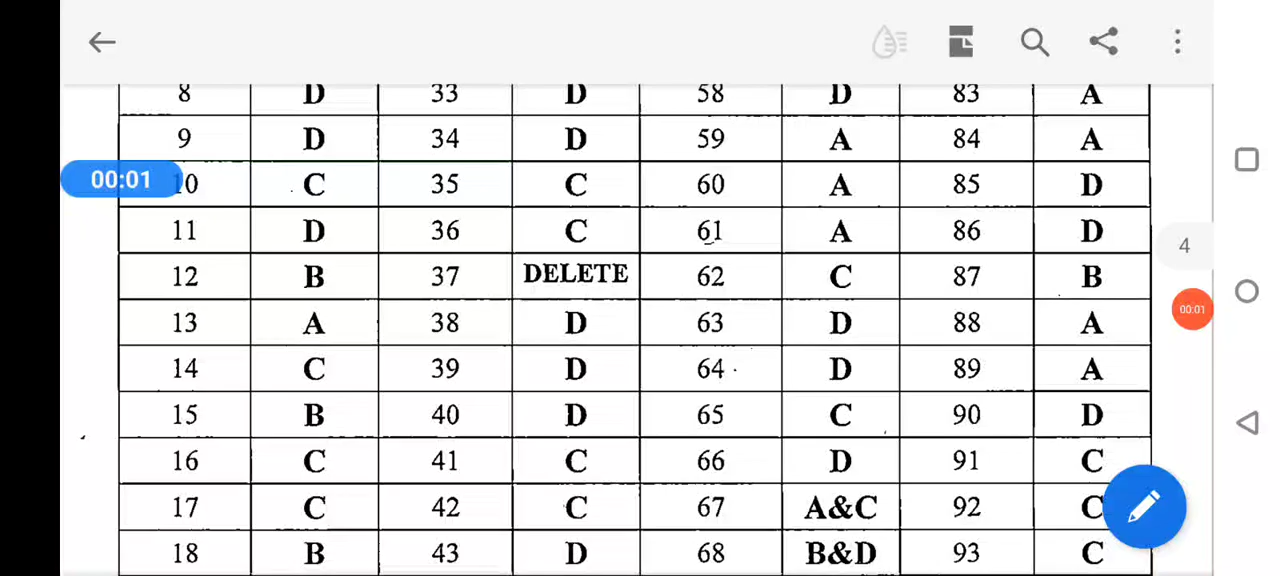 8 D 33 D 58 D 83 A
9 D 34 D 59 A 84 A
00:01 10 C 35 C 60 A 85 D
11 D 36 C 61 A 86 D
4
12 B 37 DELETE 62 C 87 B
00:01
13 A 38 D 63 D 88 A
14 C 39 D 64 D 89 A
15 B 40 D 65 C 90 D
16 C 41 C 66 D 91 C
17 C 42 C 67 A&C 92 C
18 B 43 D 68 B&D 93 C